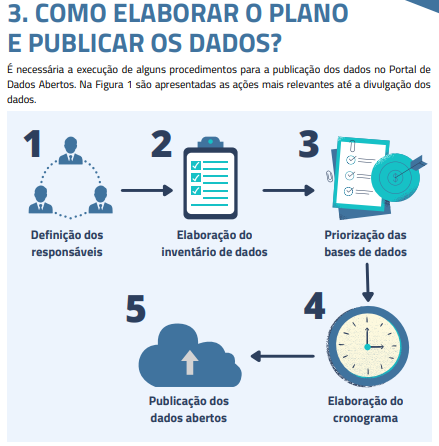 3. COMO ELABORAR O PLANO
E PUBLICAR OS DADOS?
É necessária a execução de alguns procedimentos para a publicação dos dados no Portal de
Dados Abertos. Na Figura 1 são apresentadas as ações mais relevantes até a divulgação dos
dados.
1
Definição dos
responsáveis
2
Elaboração do
inventário de dados
3
Priorização das
bases de dados
4
Elaboração do
cronograma
5
Publicação dos
dados abertos